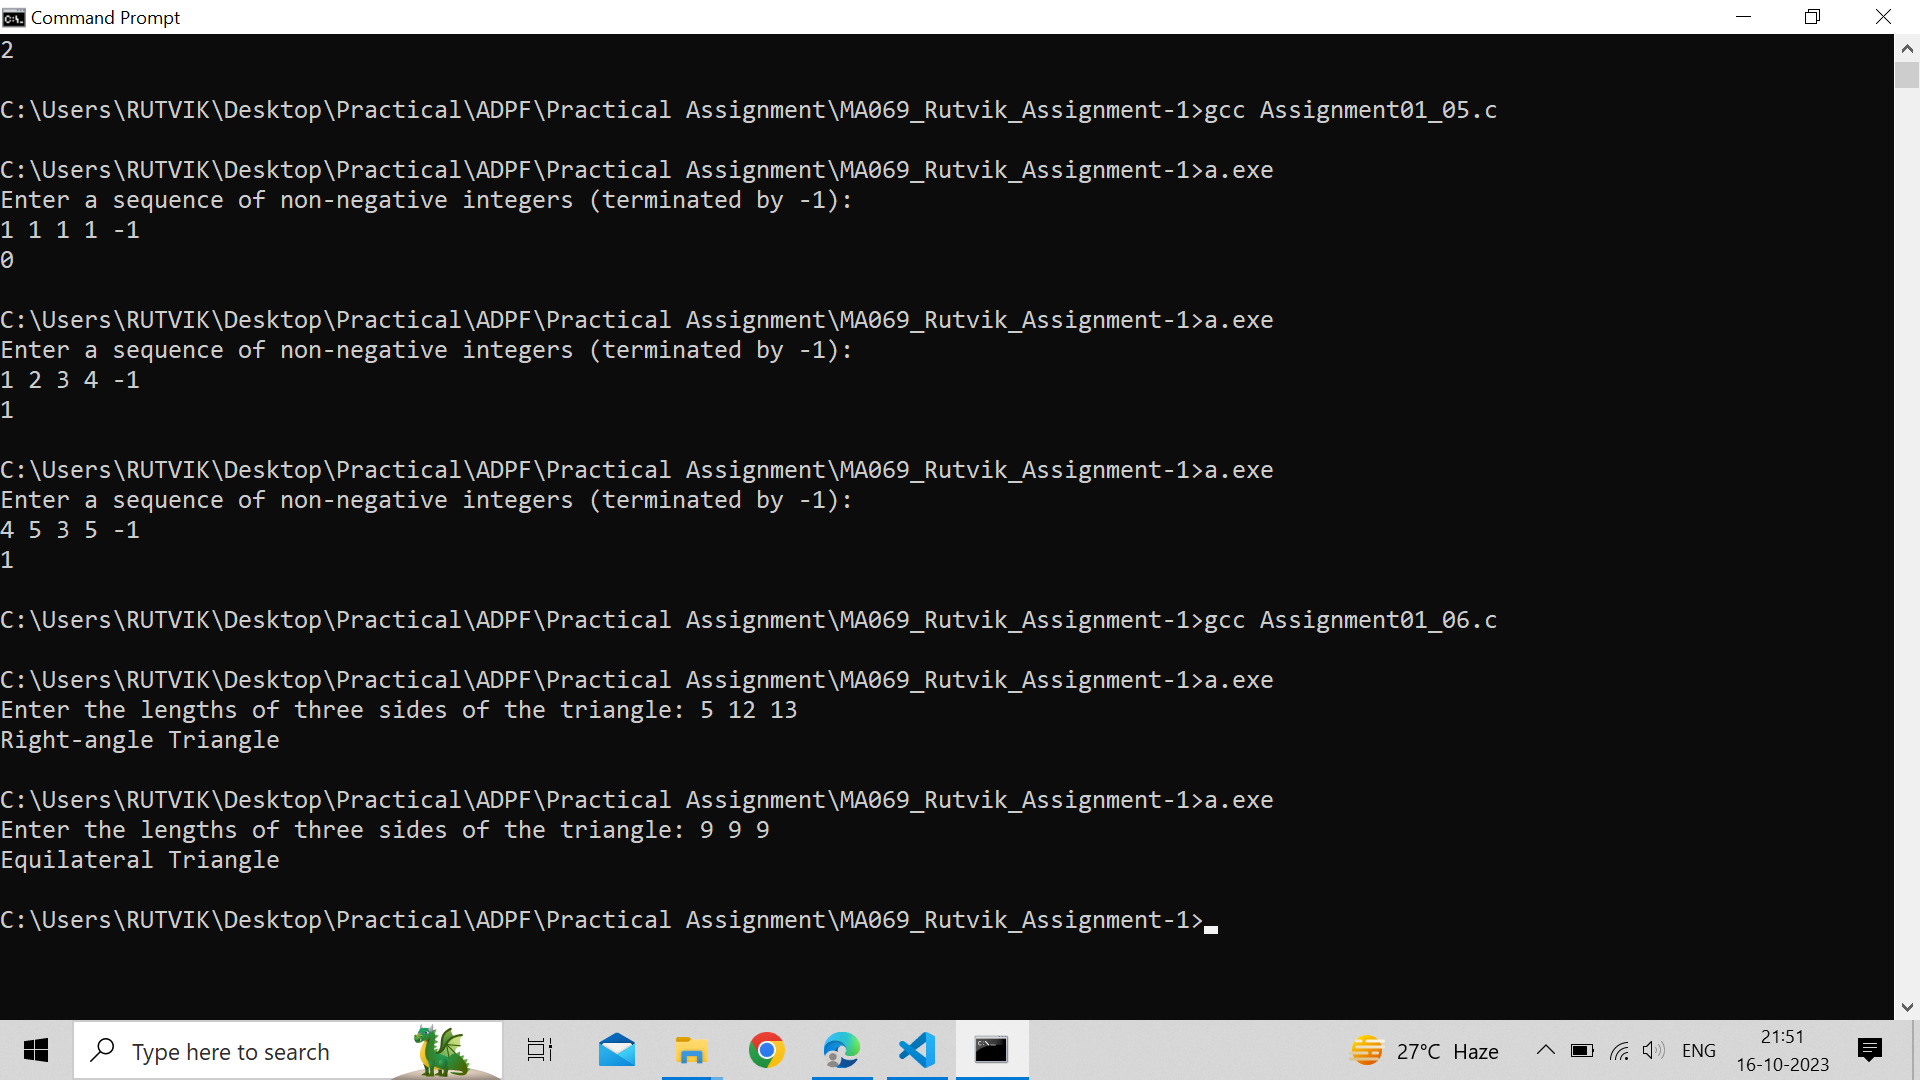 Command Prompt
2
C:\Users\RUTVIK\Desktop\Practical\ADPF\Practical Assignment\MA069_Rutvik_Assignment-1>gcc Assignment01_05.c
C:\Users\RUTVIK\Desktop\Practical\ADPF\Practical Assignment\MA069_Rutvik_Assignment-1>a.exe
Enter a sequence of non-negative integers (terminated by -1):
1 1 1 1 -1
0
C:\Users\RUTVIK\Desktop\Practical\ADPF\Practical Assignment\MA069_Rutvik_Assignment-1>a.exe
Enter a sequence of non-negative integers (terminated by -1):
1 2 3 4 -1
1
C:\Users\RUTVIK\Desktop\Practical\ADPF\Practical Assignment\MA069_Rutvik_Assignment-1>a.exe
Enter a sequence of non-negative integers (terminated by -1):
4 5 3 5 -1
1
C:\Users\RUTVIK\Desktop\Practical\ADPF\Practical Assignment\MA069_Rutvik_Assignment-1>gcc Assignment01_06.c
C:\Users\RUTVIK\Desktop\Practical\ADPF\Practical Assignment\MA069_Rutvik_Assignment-1>a.exe
Enter the lengths of three sides of the triangle: 5 12 13
Right-angle Triangle
C:\Users\RUTVIK\Desktop\Practical\ADPF\Practical Assignment\MA069_Rutvik_Assignment-1>a.exe
Enter the lengths of three sides of the triangle: 9 9 9
Equilateral Triangle
C:\Users\RUTVIK\Desktop\Practical\ADPF\Practical Assignment\MA069_Rutvik_Assignment-1>
Type here to search
27°C Haze
ENG
21:51
16-10-2023